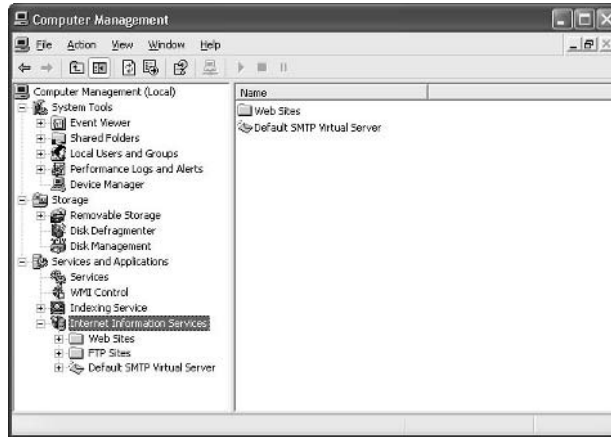 Computer Management
File Action View Window Help
Computer Management (Local)
System Tools
Event Viewer
Shared Folders
Local Users and Groups
Performance Logs and Alerts
Device Manager
Storage
Removable Storage
Disk Defragmenter
Disk Management
Services and Applications
Services
WMI Control
Indexing Service
Internet Information Services
Web Sites
FTP Sites
Default SMTP Virtual Server
Name
Web Sites
Default SMTP Virtual Server